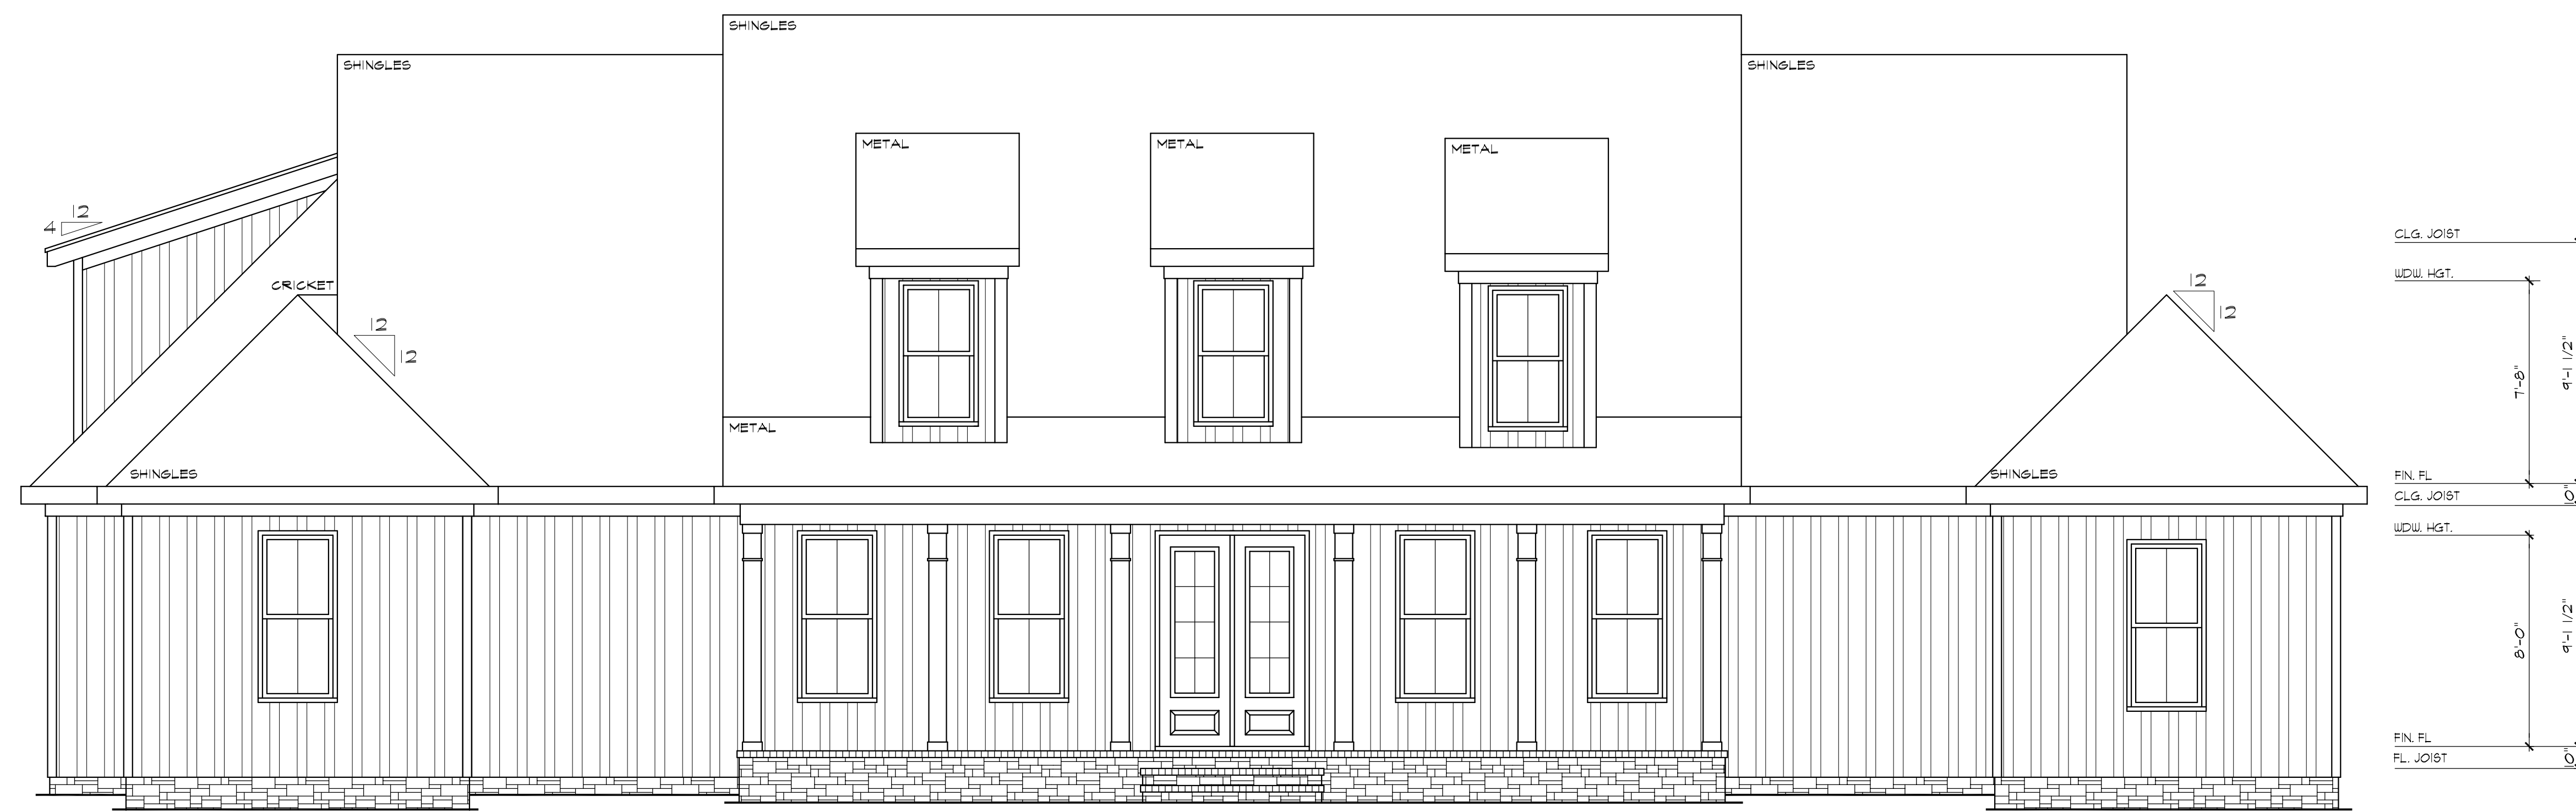 SHINGLES
SHINGLES
SHINGLES
METAL
METAL
METAL
12
4
CLG. JOIST
WDW. HGT.
12
12
CRICKET
12
12
7'-8"
9'-1 1/2"
METAL
SHINGLES
SHINGLES
FIN. FL
CLG. JOIST
10"
WDW. HGT.
8'-0"
9'-1 1/2"
FIN. FL
FL. JOIST
10"